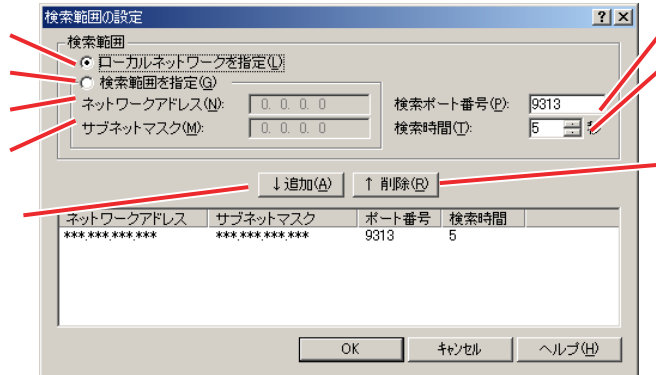 検索範囲の設定
検索範囲
ローカルネットワークを指定(L)
検索範囲を指定(G)
ネットワークアドレス(N): 0. 0. 0. 0 検索ポート番号(P): 9313
サブネットマスク(M): 0. 0. 0. 0 検索時間(T): 5 秒
↓追加(A) ↑削除(R)
ネットワークアドレス サブネットマスク ポート番号 検索時間
***.***.***.*** ***.***.***.*** 9313 5
OK キャンセル ヘルプ(H)